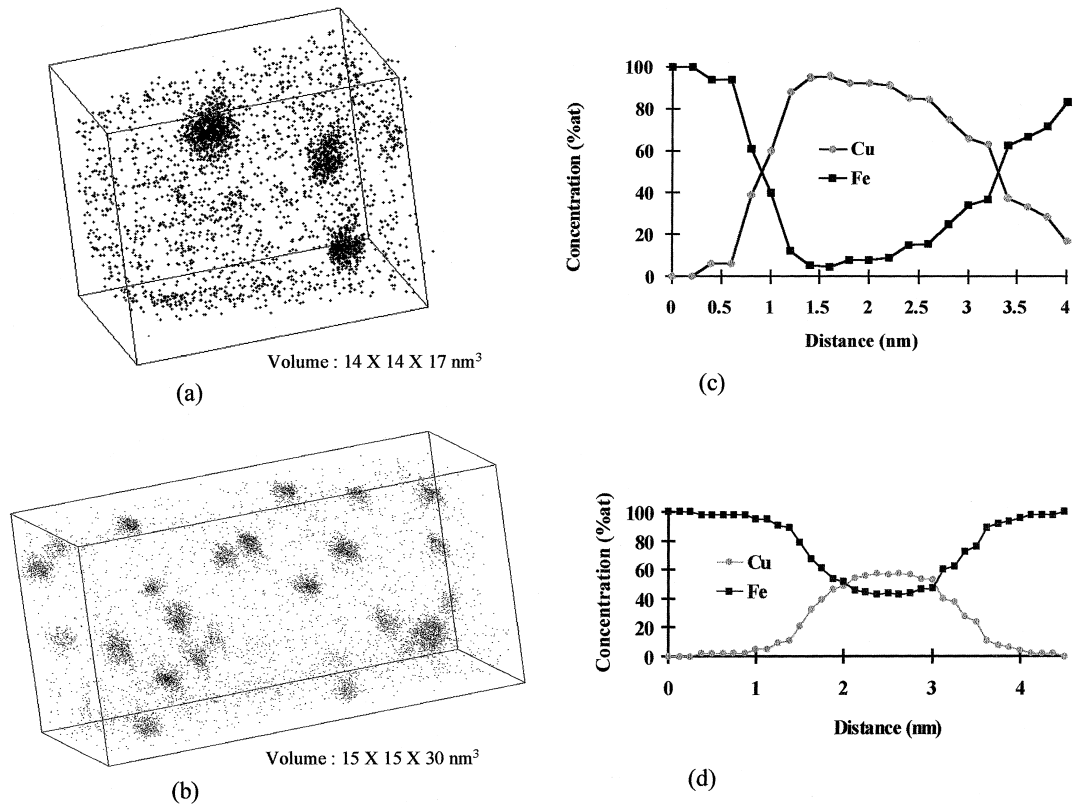 (a)
Volume : 14 X 14 X 17 nm³
(b)
Volume : 15 X 15 X 30 nm³
(c)
Concentration (%at)
100
80
60
40
20
0
Cu
Fe
0 0.5 1 1.5 2 2.5 3 3.5 4
Distance (nm)
(d)
Concentration (%at)
100
80
60
40
20
0
Cu
Fe
0 1 2 3 4
Distance (nm)